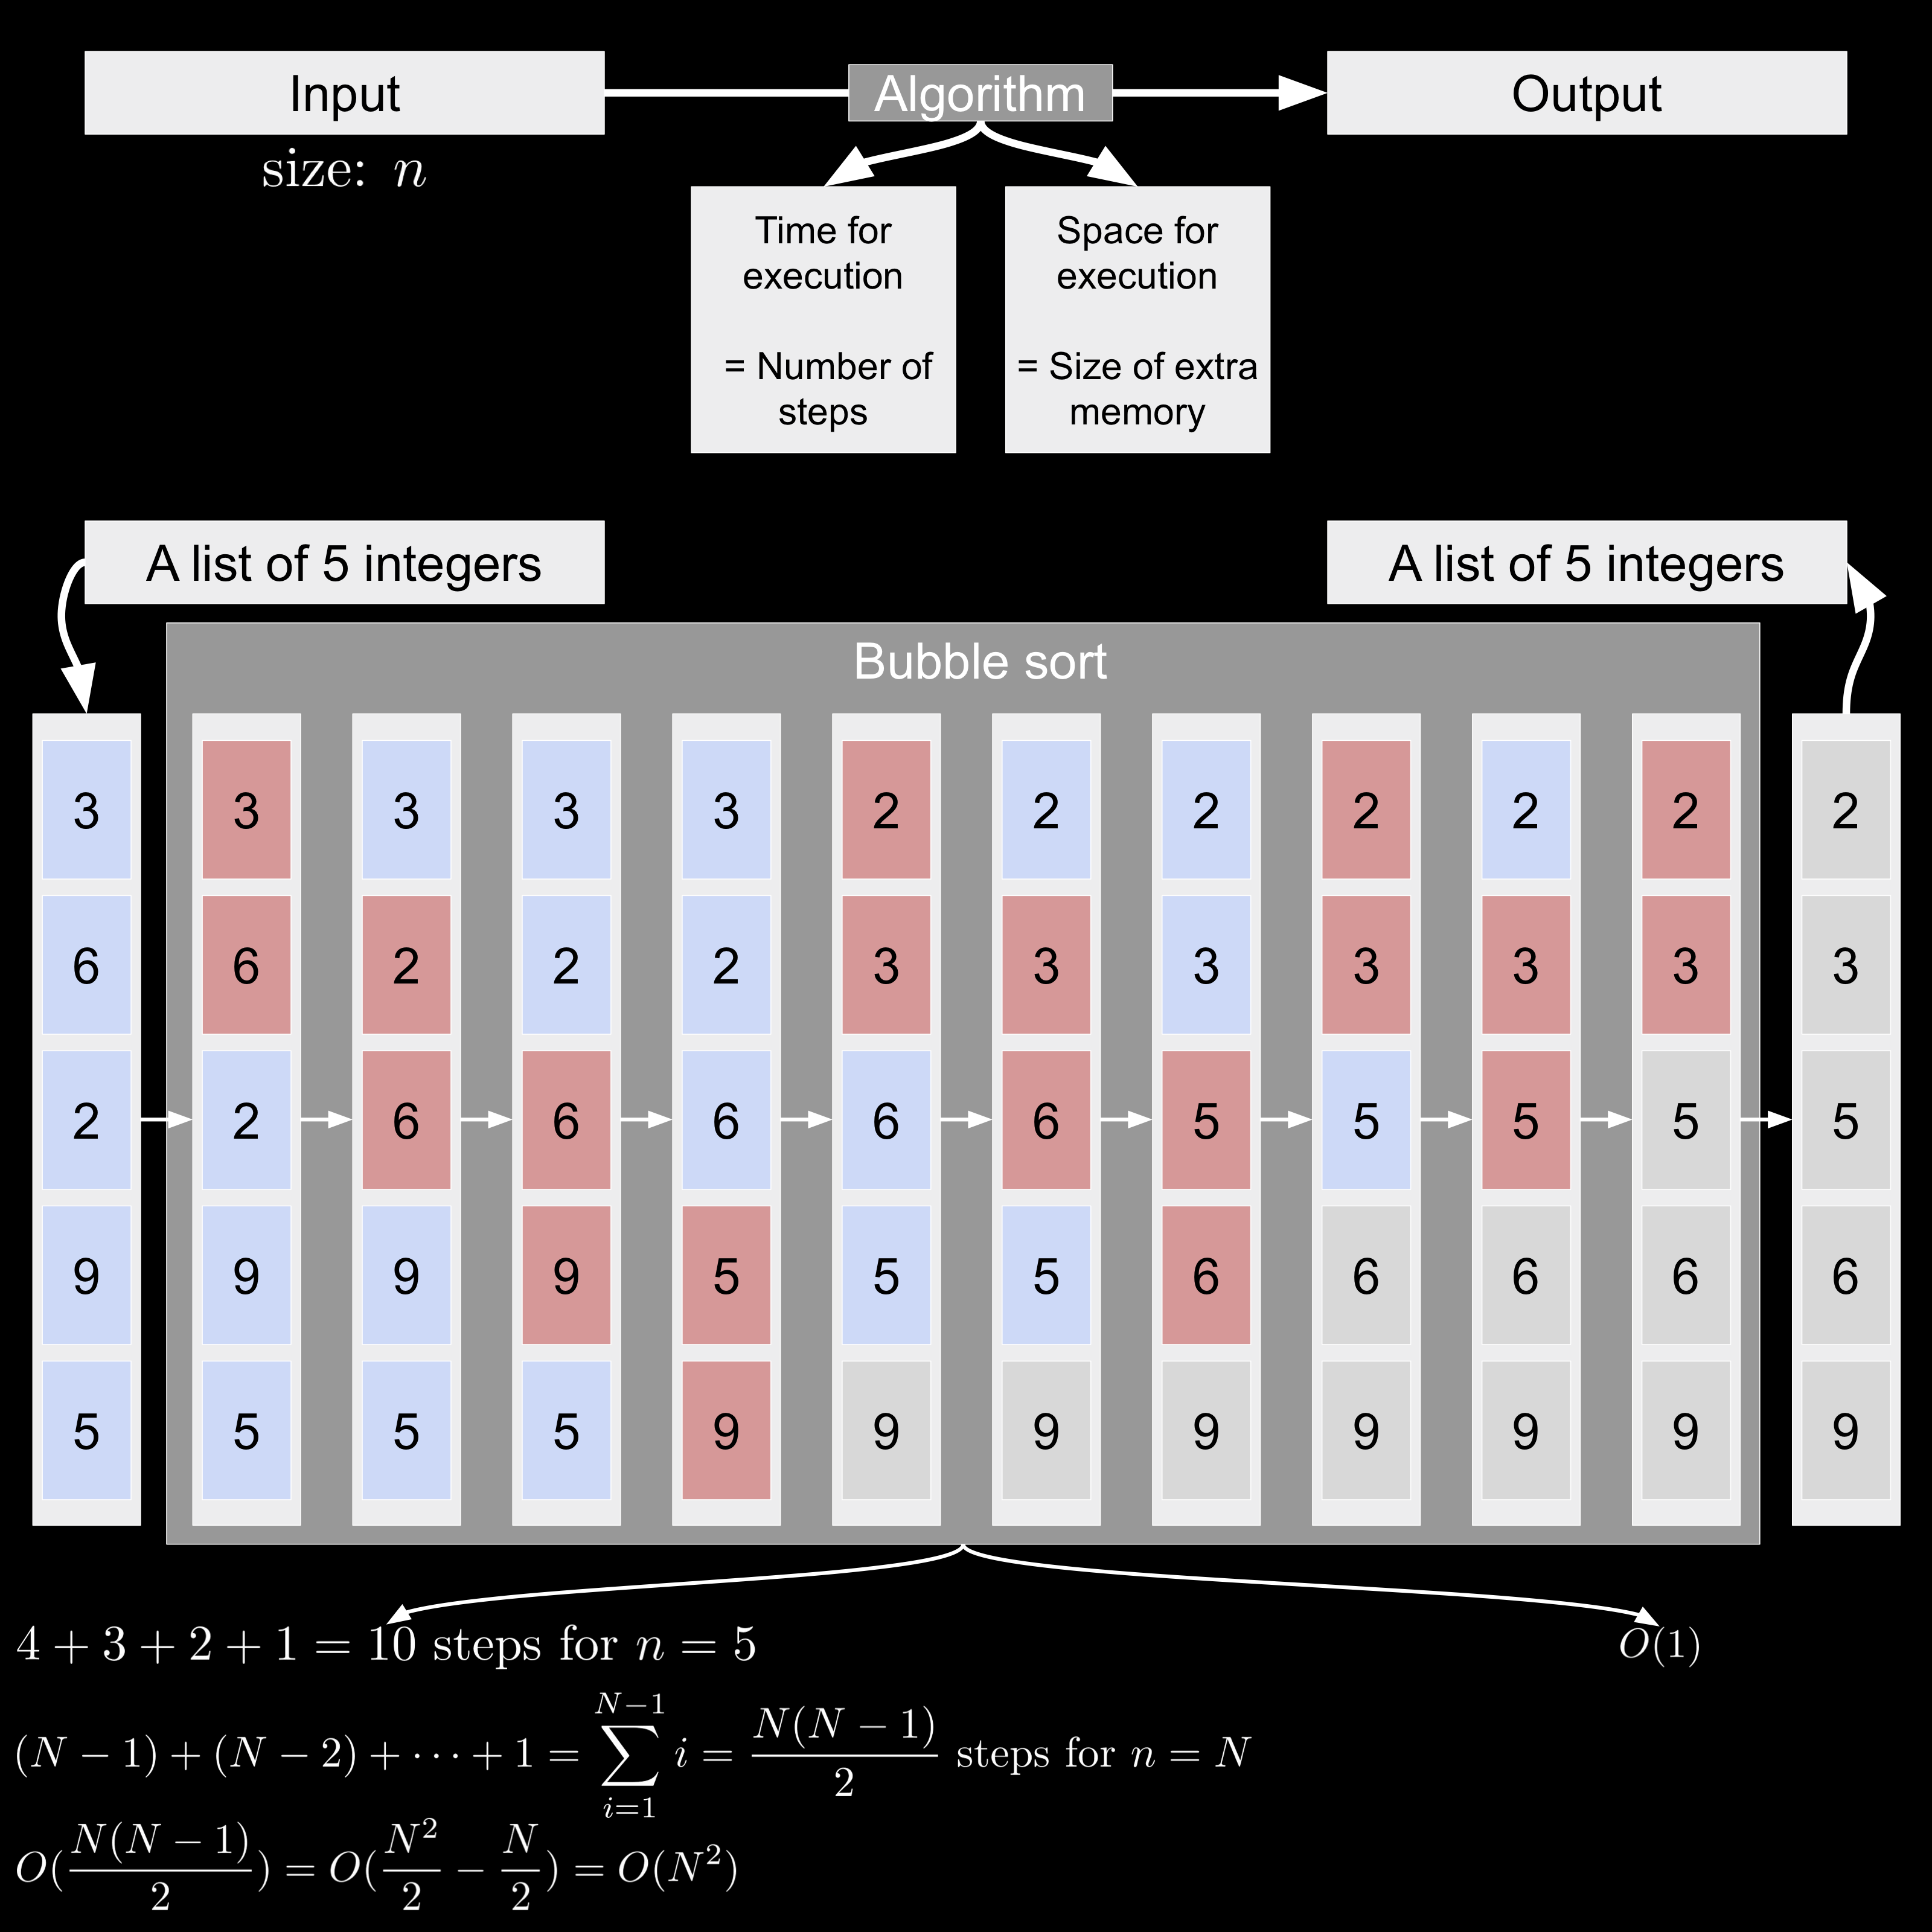 Input Algorithm Output
size: n
Time for
execution
= Number of
steps
Space for
execution
= Size of extra
memory
A list of 5 integers
A list of 5 integers
Bubble sort
3 3 3 3 3 2 2 2 2 2 2 2
6 6 2 2 2 3 3 3 3 3 3 3
2 2 6 6 6 6 6 5 5 5 5 5
9 9 9 9 5 5 5 6 6 6 6 6
5 5 5 5 9 9 9 9 9 9 9 9
4 + 3 + 2 + 1 = 10 steps for n = 5
O(1)
(N − 1) + (N − 2) + ⋯ + 1 = \sum_{i=1}^{N−1} i = \frac{N(N − 1)}{2} steps for n = N
O(\frac{N(N − 1)}{2}) = O(\frac{N^2}{2} − \frac{N}{2}) = O(N^2)